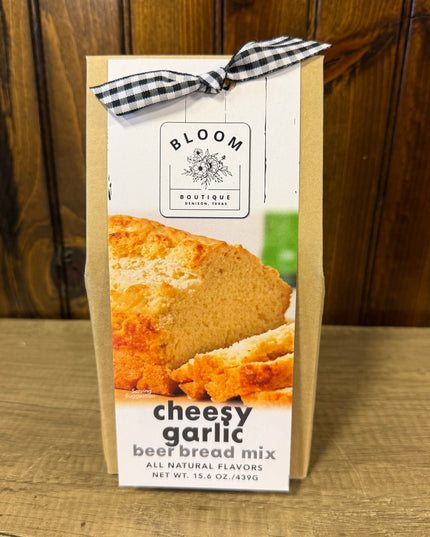 BLOOM
BOUTIQUE
DENISON, TEXAS
Serving
Suggestion
cheesy
garlic
beer bread mix
ALL NATURAL FLAVORS
NET WT. 15.6 OZ./439G